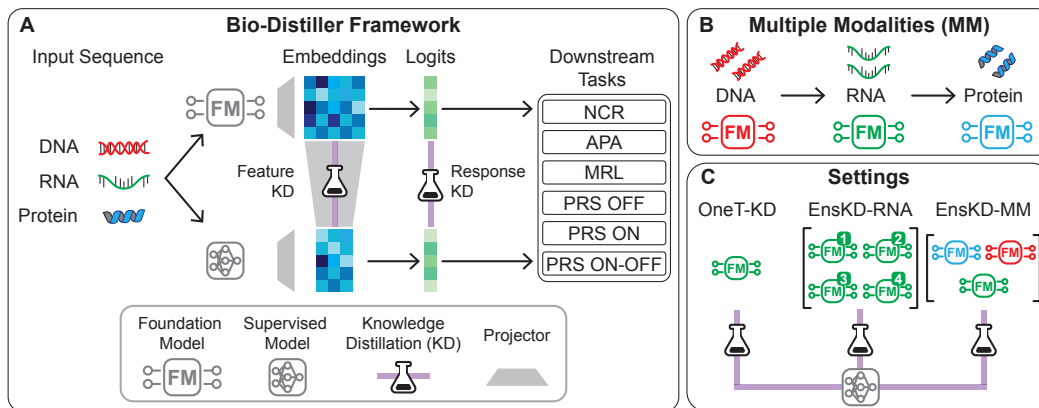 A
Bio-Distiller Framework
Input Sequence
Embeddings
Logits
Downstream
Tasks
FM
DNA
RNA
Protein
Feature
KD
Response
KD
NCR
APA
MRL
PRS OFF
PRS ON
PRS ON-OFF
Foundation
Model
Supervised
Model
Knowledge
Distillation (KD)
Projector
FM
B
Multiple Modalities (MM)
DNA
RNA
Protein
FM
FM
FM
C
Settings
OneT-KD
EnsKD-RNA
EnsKD-MM
FM
1
FM
2
FM
3
FM
4
FM
FM
FM
FM